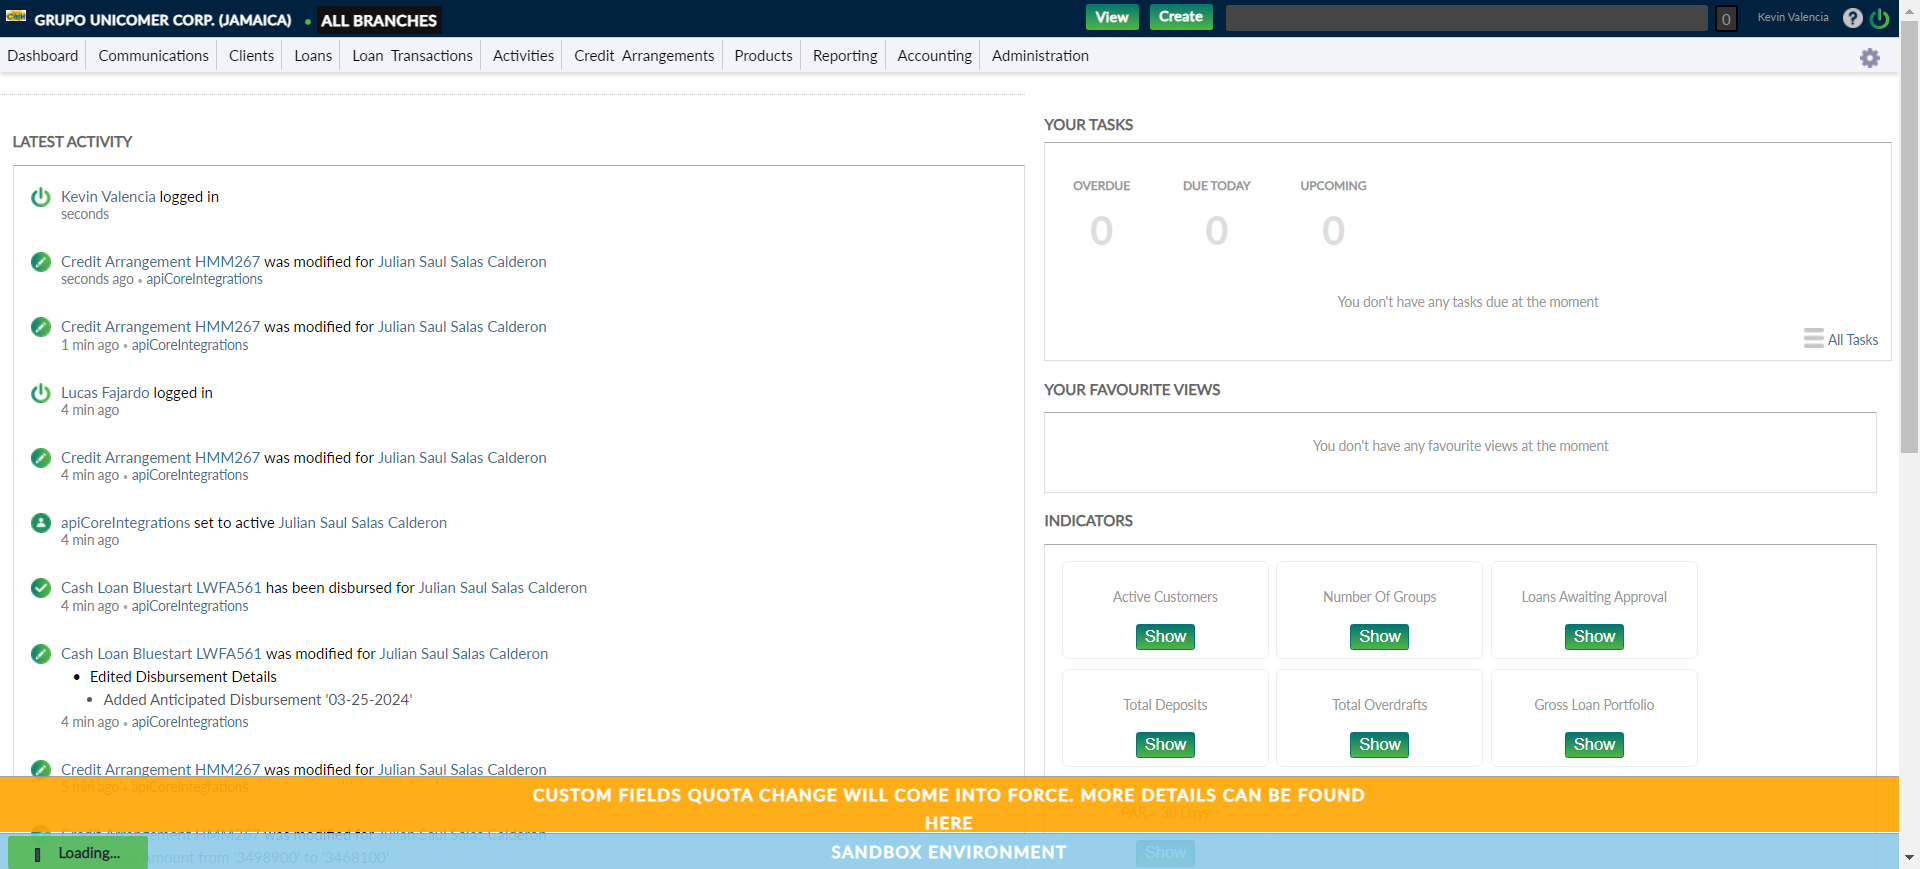 GRUPO UNICOMER CORP. (JAMAICA) • ALL BRANCHES
View
Create
0
Kevin Valencia
?
Dashboard
Communications
Clients
Loans
Loan Transactions
Activities
Credit Arrangements
Products
Reporting
Accounting
Administration
LATEST ACTIVITY
Kevin Valencia logged in
seconds
Credit Arrangement HMM267 was modified for Julian Saul Salas Calderon
seconds ago • apiCoreIntegrations
Credit Arrangement HMM267 was modified for Julian Saul Salas Calderon
1 min ago • apiCoreIntegrations
Lucas Fajardo logged in
4 min ago
Credit Arrangement HMM267 was modified for Julian Saul Salas Calderon
4 min ago • apiCoreIntegrations
apiCoreIntegrations set to active Julian Saul Salas Calderon
4 min ago
Cash Loan Bluestart LWFA561 has been disbursed for Julian Saul Salas Calderon
4 min ago • apiCoreIntegrations
Cash Loan Bluestart LWFA561 was modified for Julian Saul Salas Calderon
• Edited Disbursement Details
• Added Anticipated Disbursement '03-25-2024'
4 min ago • apiCoreIntegrations
Credit Arrangement HMM267 was modified for Julian Saul Salas Calderon
5 min ago • apiCoreIntegrations
Credit Arrangement HMM267 was modified for Julian Saul Salas Calderon
Amount from '3498900' to '3468100'
YOUR TASKS
OVERDUE
DUE TODAY
UPCOMING
0
0
0
You don't have any tasks due at the moment
All Tasks
YOUR FAVOURITE VIEWS
You don't have any favourite views at the moment
INDICATORS
Active Customers
Show
Number Of Groups
Show
Loans Awaiting Approval
Show
Total Deposits
Show
Total Overdrafts
Show
Gross Loan Portfolio
Show
PAR > 30 Days
Show
CUSTOM FIELDS QUOTA CHANGE WILL COME INTO FORCE. MORE DETAILS CAN BE FOUND
HERE
SANDBOX ENVIRONMENT
Loading...